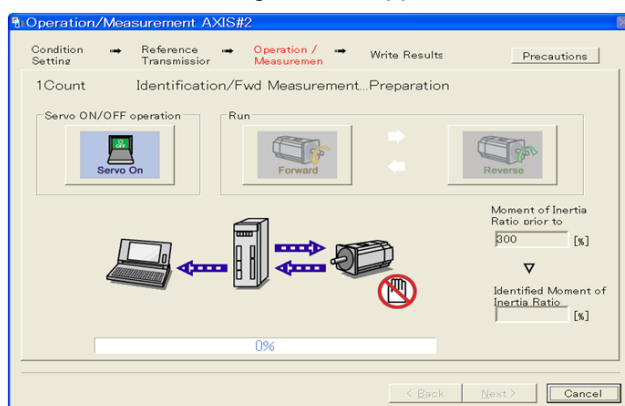 Operation/Measurement AXIS#2
Condition Setting
Reference Transmissior
Operation / Measuremen
Write Results
Precautions
1Count Identification/Fwd Measurement...Preparation
Servo ON/OFF operation
Run
Servo On
Forward
Reverse
Moment of Inertia
Ratio prior to
300 [%]
Identified Moment of
Inertia Ratio
[%]
0%
< Back
Next >
Cancel